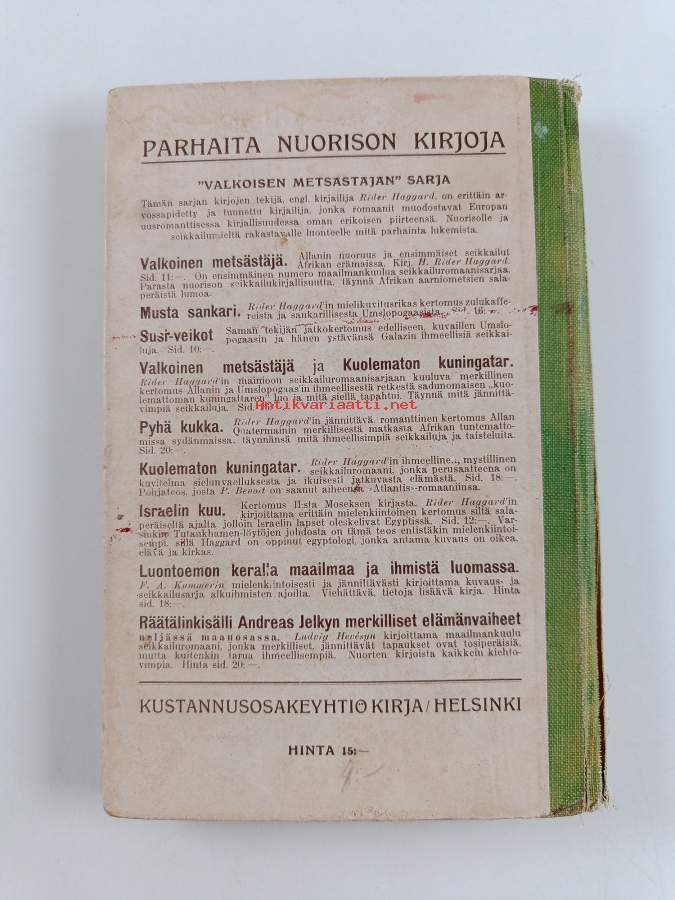 PARHAITA NUORISON KIRJOJA
"VALKOISEN METSÄSTÄJÄN" SARJA
Tämän sarjan kirjojen tekijä, engl. kirjailija Rider Haggard, on erittäin ar-
vossapidetty ja tunnettu kirjailija, jonka romaanit muodostavat Europan
uusromanttisessa kirjallisuudessa oman erikoisen piirteensä. Nuorisolle ja
seikkailumieltä rakastavalle luonteelle mitä parhainta lukemista.
Valkoinen metsästäjä. Allanin nuoruus ja ensimmäiset seikkailut
Afrikan erämaissa. Kirj. H. Rider Haggard.
Sid. 11:—. On ensimmäinen numero maailmankuulua seikkailuromaanisarjaa.
Parasta nuorison seikkailukirjallisuutta, täynnä Afrikan aarniometsien sala-
peräistä lumoa.
Musta sankari. Rider Haggard'in mielikuvitusrikas kertomus zulukaffe-
reista ja sankarillisesta Umslopogaasista. Sid. 16:—.
Susi-veikot Saman tekijän jatkokertomus edelliseen, kuvaillen Umslo-
pogaasin ja hänen ystävänsä Galazin ihmeellisiä seikkai-
luja. Sid. 10:—.
Valkoinen metsästäjä ja Kuolematon kuningatar.
Rider Haggard'in mainioon seikkailuromaanisarjaan kuuluva merkillinen
kertomus Allanin ja Umslopogaas'in ihmeellisestä retkestä sadunomaisen „kuo-
lemattoman kuningattaren" luo ja mitä siellä tapahtui. Täynnä mitä jännittä-
vimpiä seikkailuja. Sid.
Antikvariaatti.net
Pyhä kukka. Rider Haggard'in jännittävä, romanttinen kertomus Allan
Quatermainin merkillisestä matkasta Afrikan tuntematto-
missa sydänmaissa, täynnänsä mitä ihmeellisimpiä seikkailuja ja taisteluita.
Sid. 20:—.
Kuolematon kuningatar. Rider Haggard'in ihmeellinen, mystillinen
seikkailuromaani, jonka perusaatteena on
kuvitelma sielunvaelluksesta ja ikuisesti jatkuvasta elämästä. Sid. 18:—.
Pohjateos, josta P. Benoit on saanut aiheensa »Atlantis»-romaaniinsa.
Israelin kuu. Kertomus II:sta Moseksen kirjasta. Rider Haggard'in
kirjoittama erittäin mielenkiintoinen kertomus siltä sala-
peräiseltä ajalta, jolloin Israelin lapset oleskelivat Egyptissä. Sid. 12:—. Var-
sinkin Tutankhamen-löytöjen johdosta on tämä teos entistäkin mielenkiintoi-
sempi, sillä Haggard on oppinut egyptologi, jonka antama kuvaus on oikea,
elävä ja kirkas.
Luontoemon keralla maailmaa ja ihmistä luomassa.
F. A. Kummerin mielenkiintoisesti ja jännittävästi kirjoittama kuvaus- ja
seikkailusarja alkuihmisten ajoilta. Viehättävä, tietoja lisäävä kirja. Hinta
sid. 18:—.
Räätälinkisälli Andreas Jelkyn merkilliset elämänvaiheet
neljässä maanosassa. Ludvig Hevésyn kirjoittama maailmankuulu
seikkailuromaani, jonka merkilliset, jännittävät tapaukset ovat tosiperäisiä,
mutta kuitenkin tarua ihmeellisempiä. Nuorten kirjoista kaikkein kiehto-
vimpia. Hinta sid. 20:—.
KUSTANNUSOSAKEYHTIÖ KIRJA / HELSINKI
HINTA 15:—